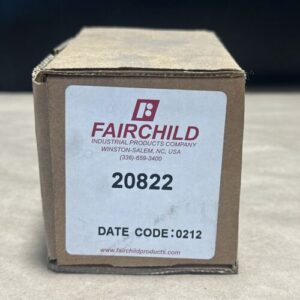 FAIRCHILD
INDUSTRIAL PRODUCTS COMPANY
WINSTON-SALEM, NC, USA
(336)-659-3400
20822
DATE CODE:0212
www.fairchildproducts.com